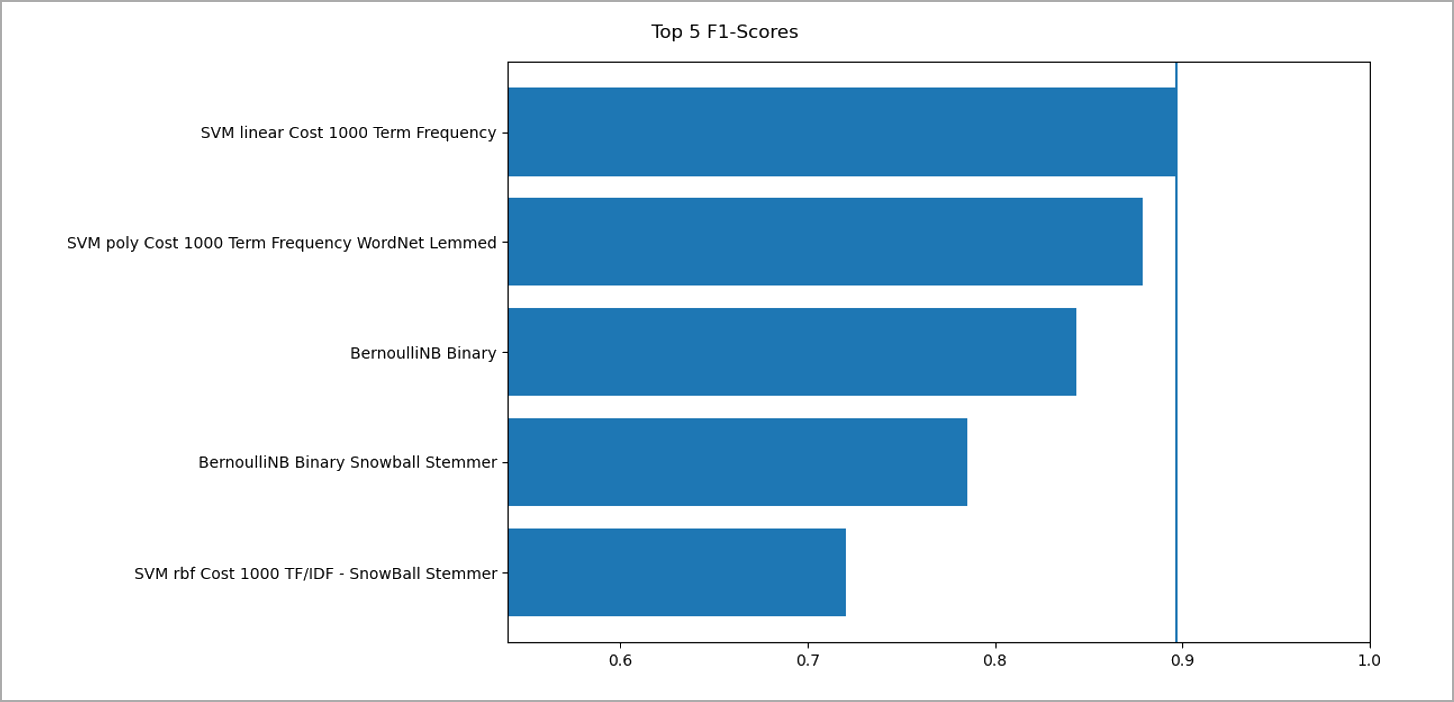 Top 5 F1-Scores
SVM linear Cost 1000 Term Frequency
SVM poly Cost 1000 Term Frequency WordNet Lemmed
BernoulliNB Binary
BernoulliNB Binary Snowball Stemmer
SVM rbf Cost 1000 TF/IDF - SnowBall Stemmer
0.6 0.7 0.8 0.9 1.0